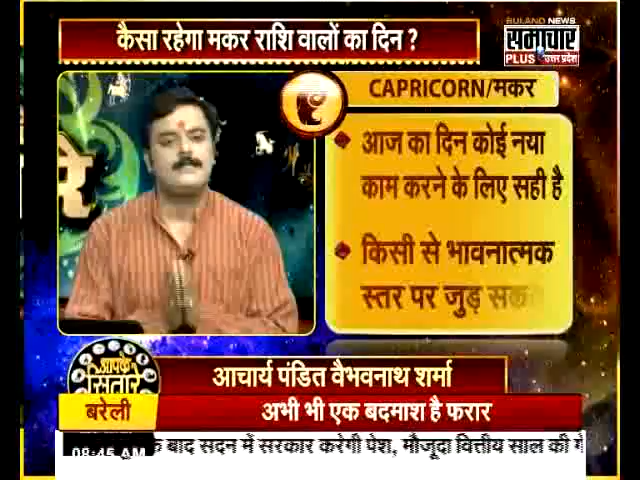 BULAND NEWS
समाचार
PLUS उत्तर प्रदेश
कैसा रहेगा मकर राशि वालों का दिन ?
CAPRICORN/मकर
आज का दिन कोई नया
काम करने के लिए सही है
किसी से भावनात्मक
स्तर पर जुड़
आपके
सितारे
आचार्य पंडित वैभवनाथ शर्मा
बरेली
अभी भी एक बदमाश है फरार
08:45 AM
के बाद सदन में सरकार करेगी पेश, मौजूदा वित्तीय साल की